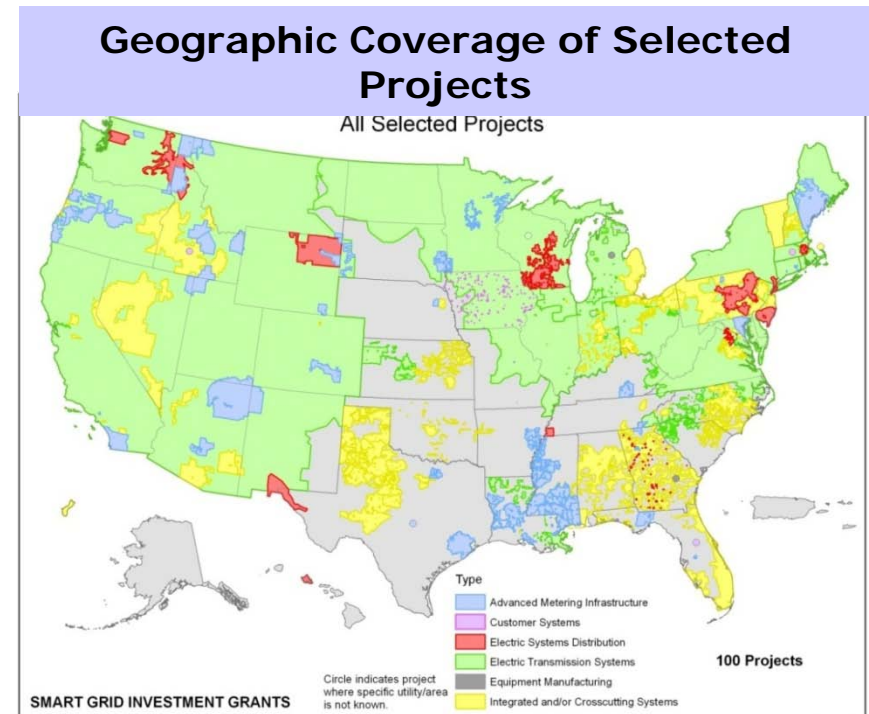 Geographic Coverage of Selected
Projects
All Selected Projects
Type
Advanced Metering Infrastructure
Customer Systems
Electric Systems Distribution
Electric Transmission Systems
Equipment Manufacturing
Integrated and/or Crosscutting Systems
100 Projects
Circle indicates project
where specific utility/area
is not known.
SMART GRID INVESTMENT GRANTS